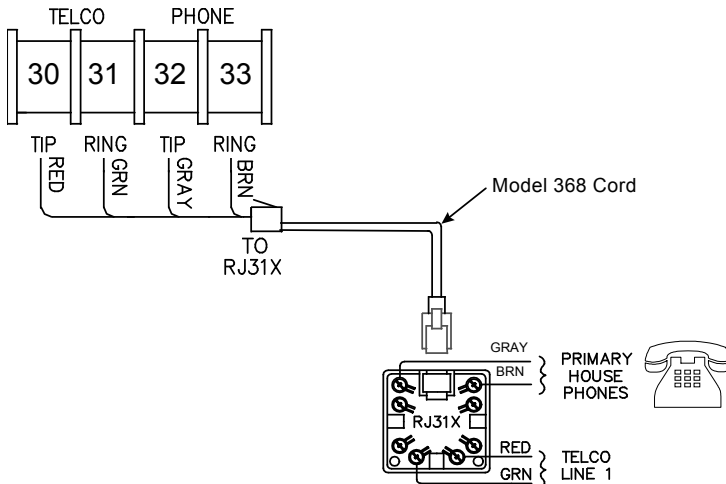 TELCO PHONE
30 31 32 33
TIP RING TIP RING
RED GRN GRAY BRN
Model 368 Cord
TO
RJ31X
GRAY
BRN
PRIMARY
HOUSE
PHONES
RJ31X
RED
GRN
TELCO
LINE 1